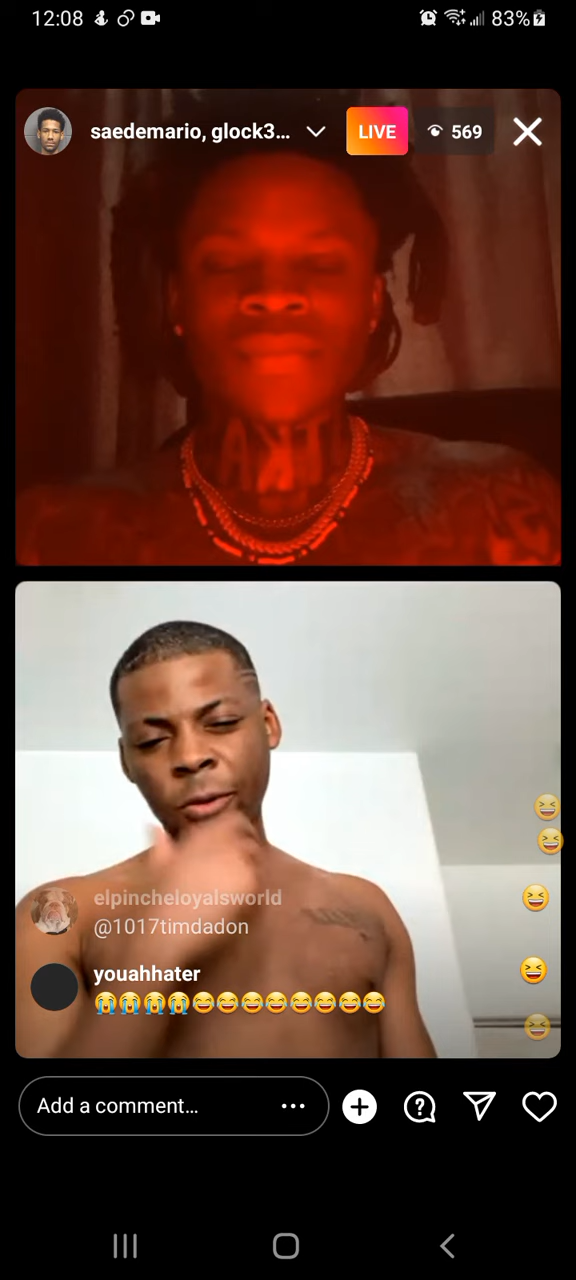 12:08
83%
saedemario, glock3...
LIVE
569
elpincheloyalsworld
@1017timdadon
youahhater
😭😭😭😭😂😂😂😂😂😂😂😂
Add a comment...